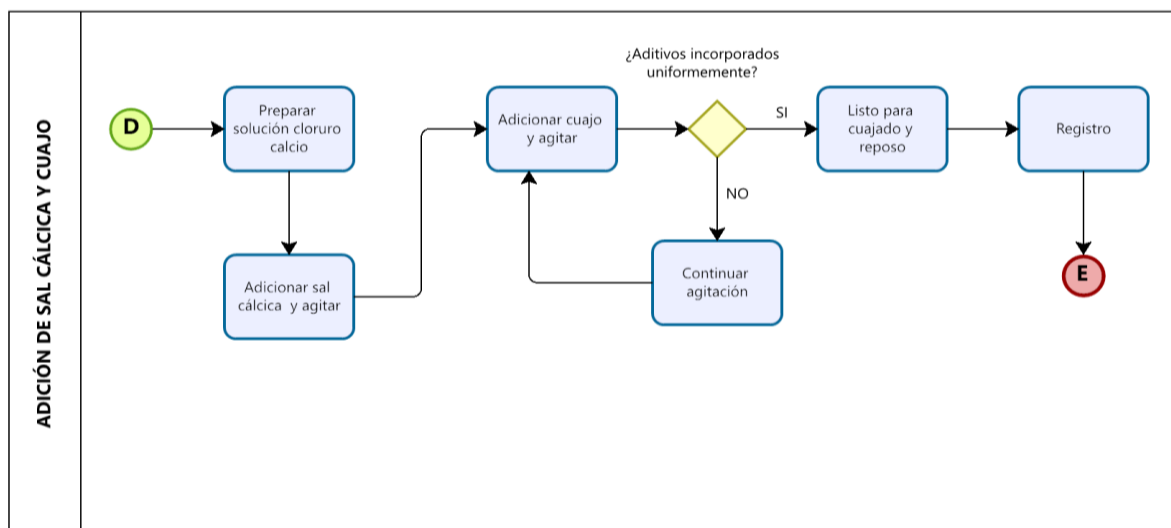 ADICIÓN DE SAL CÁLCICA Y CUAJO
D
Preparar
solución cloruro
calcio
Adicionar sal
cálcica y agitar
Adicionar cuajo
y agitar
¿Aditivos incorporados
uniformemente?
SI
NO
Continuar
agitación
Listo para
cuajado y
reposo
Registro
E